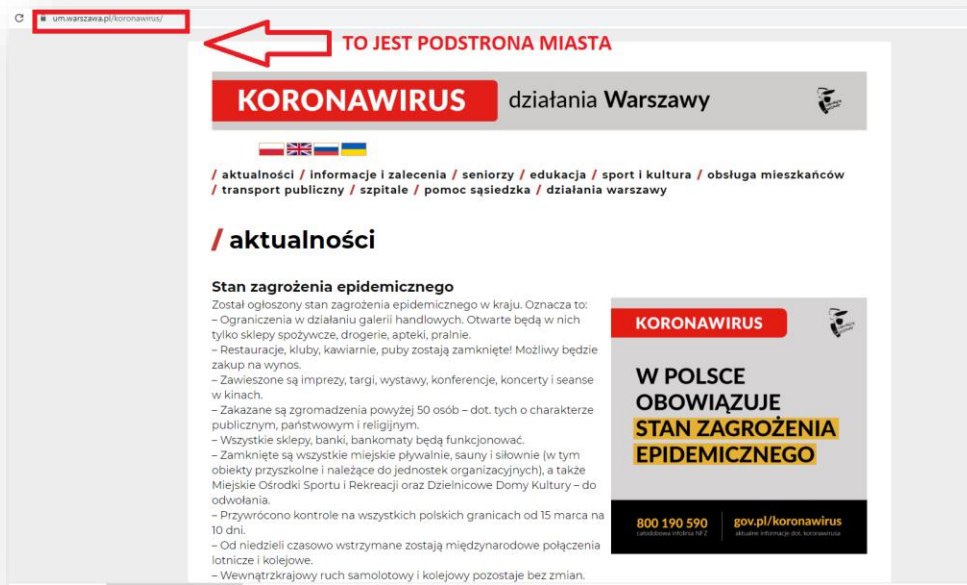 um.warszawa.pl/koronawirus/
TO JEST PODSTRONA MIASTA
KORONAWIRUS działania Warszawy
/ aktualności / informacje i zalecenia / seniorzy / edukacja / sport i kultura / obsługa mieszkańców
/ transport publiczny / szpitale / pomoc sąsiedzka / działania warszawy
/ aktualności
Stan zagrożenia epidemicznego
Został ogłoszony stan zagrożenia epidemicznego w kraju. Oznacza to:
– Ograniczenia w działaniu galerii handlowych. Otwarte będą w nich
tylko sklepy spożywcze, drogerie, apteki, pralnie.
– Restauracje, kluby, kawiarnie, puby zostają zamknięte! Możliwy będzie
zakup na wynos.
– Zawieszone są imprezy, targi, wystawy, konferencje, koncerty i seanse
w kinach.
– Zakazane są zgromadzenia powyżej 50 osób – dot. tych o charakterze
publicznym, państwowym i religijnym.
– Wszystkie sklepy, banki, bankomaty będą funkcjonować.
– Zamknięte są wszystkie miejskie pływalnie, sauny i siłownie (w tym
obiekty przyszkolne i należące do jednostek organizacyjnych), a także
Miejskie Ośrodki Sportu i Rekreacji oraz Dzielnicowe Domy Kultury – do
odwołania.
– Przywrócono kontrole na wszystkich polskich granicach od 15 marca na
10 dni.
– Od niedzieli czasowo wstrzymane zostają międzynarodowe połączenia
lotnicze i kolejowe.
– Wewnątrzkrajowy ruch samolotowy i kolejowy pozostaje bez zmian.
KORONAWIRUS
W POLSCE
OBOWIĄZUJE
STAN ZAGROŻENIA
EPIDEMICZNEGO
800 190 590
całodobowa infolinia NFZ
gov.pl/koronawirus
aktualne informacje dot. koronawirusa